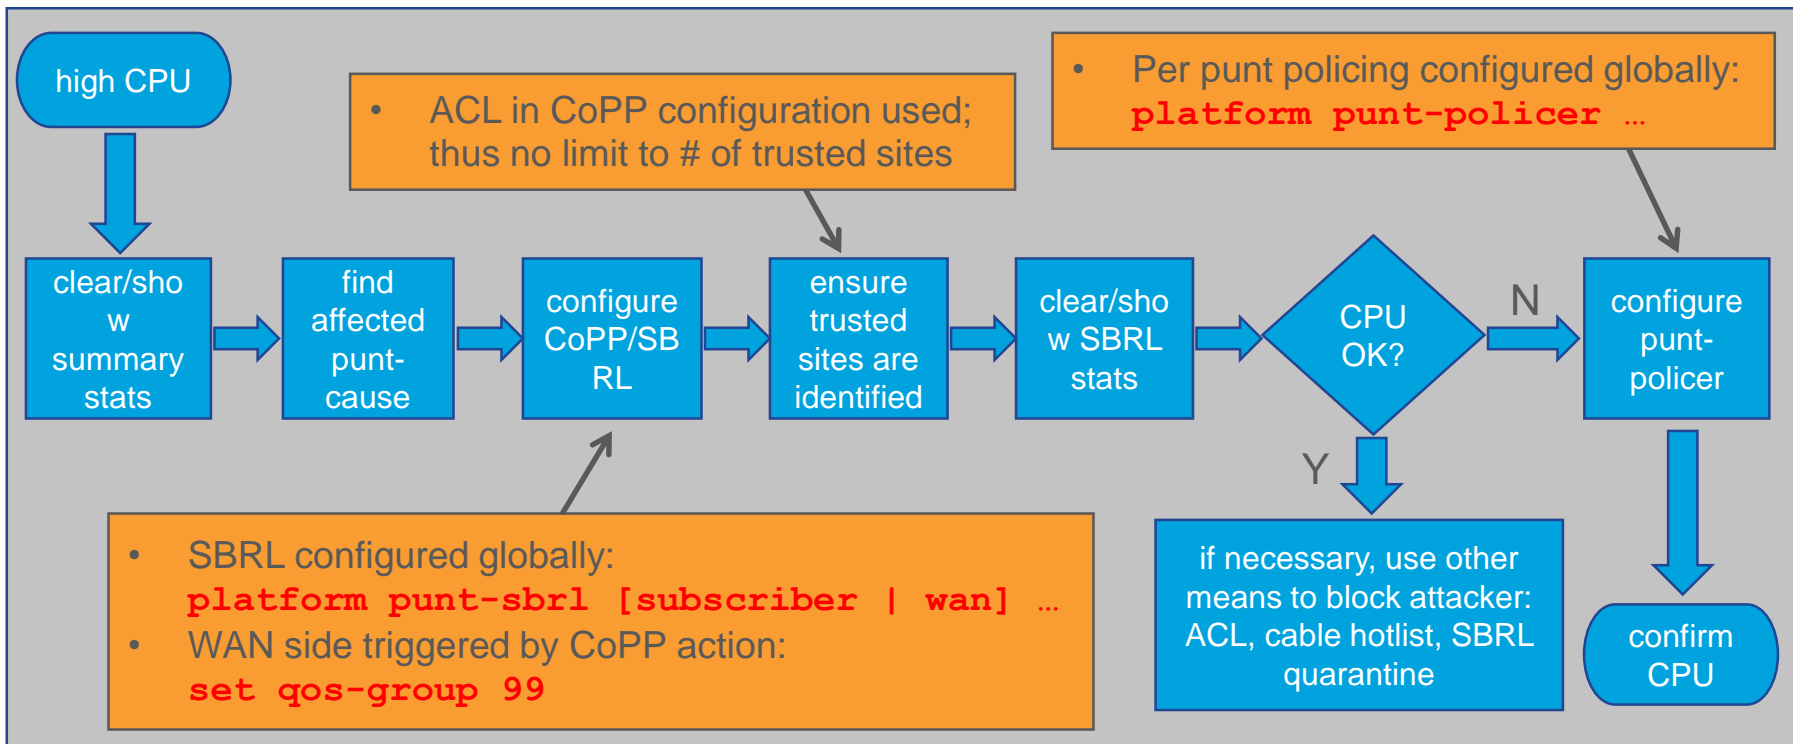 high CPU
• ACL in CoPP configuration used;
thus no limit to # of trusted sites
• Per punt policing configured globally:
platform punt-policer …
clear/sho
w
summary
stats
find
affected
punt-
cause
configure
CoPP/SB
RL
ensure
trusted
sites are
identified
clear/sho
w SBRL
stats
CPU
OK?
N
configure
punt-
policer
Y
• SBRL configured globally:
platform punt-sbrl [subscriber | wan] …
• WAN side triggered by CoPP action:
set qos-group 99
if necessary, use other
means to block attacker:
ACL, cable hotlist, SBRL
quarantine
confirm
CPU